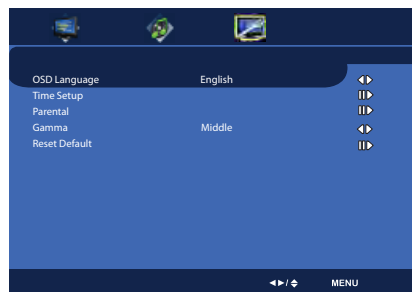 OSD Language English
Time Setup
Parental
Gamma Middle
Reset Default
◄►/ ♦ MENU